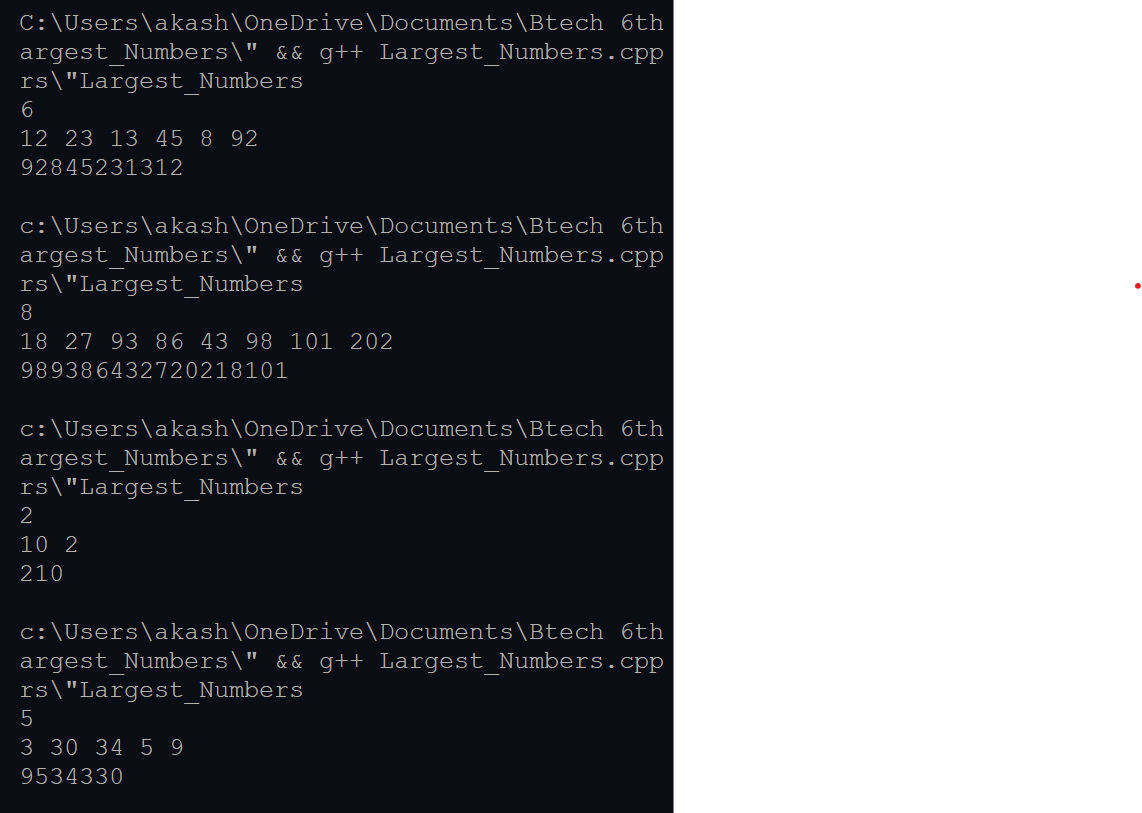 C:\Users\akash\OneDrive\Documents\Btech 6th
argest_Numbers\" && g++ Largest_Numbers.cpp
rs\"Largest_Numbers
6
12 23 13 45 8 92
92845231312
c:\Users\akash\OneDrive\Documents\Btech 6th
argest_Numbers\" && g++ Largest_Numbers.cpp
rs\"Largest_Numbers
8
18 27 93 86 43 98 101 202
989386432720218101
c:\Users\akash\OneDrive\Documents\Btech 6th
argest_Numbers\" && g++ Largest_Numbers.cpp
rs\"Largest_Numbers
2
10 2
210
c:\Users\akash\OneDrive\Documents\Btech 6th
argest_Numbers\" && g++ Largest_Numbers.cpp
rs\"Largest_Numbers
5
3 30 34 5 9
9534330